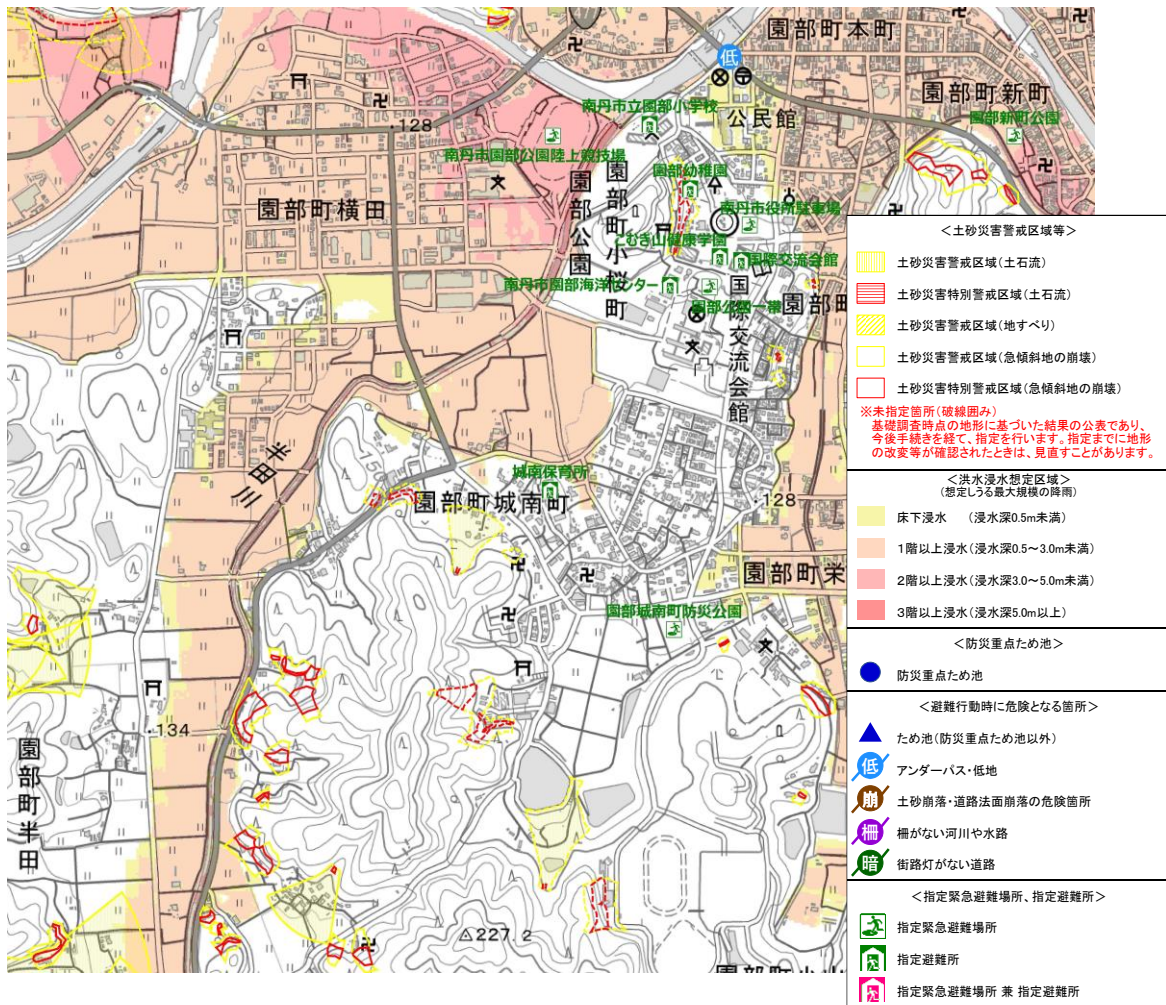 園部町本町
低
南丹市立園部小学校
公民館
園部町新町
園部新町公園
·128
南丹市園部公園陸上競技場
園部幼稚園
園部町横田
園部公園
園部町小桜町
南丹市役所駐車場
こむぎ山健康学園
国際交流会館
南丹市園部海洋センター
園部公園一帯
園部町
国際交流会館
半田川
城南保育所
園部町城南町
·128
園部町栄
園部城南町防災公園
·134
園部町半田
△227.2
園部町小山
＜土砂災害警戒区域等＞
土砂災害警戒区域(土石流)
土砂災害特別警戒区域(土石流)
土砂災害警戒区域(地すべり)
土砂災害警戒区域(急傾斜地の崩壊)
土砂災害特別警戒区域(急傾斜地の崩壊)
※未指定箇所(破線囲み)
基礎調査時点の地形に基づいた結果の公表であり、
今後手続きを経て、指定を行います。指定までに地形
の改変等が確認されたときは、見直すことがあります。
＜洪水浸水想定区域＞
(想定しうる最大規模の降雨)
床下浸水　(浸水深0.5m未満)
1階以上浸水(浸水深0.5～3.0m未満)
2階以上浸水(浸水深3.0～5.0m未満)
3階以上浸水(浸水深5.0m以上)
＜防災重点ため池＞
防災重点ため池
＜避難行動時に危険となる箇所＞
ため池(防災重点ため池以外)
低 アンダーパス・低地
崩 土砂崩落・道路法面崩落の危険箇所
柵 柵がない河川や水路
暗 街路灯がない道路
＜指定緊急避難場所、指定避難所＞
指定緊急避難場所
指定避難所
指定緊急避難場所 兼 指定避難所